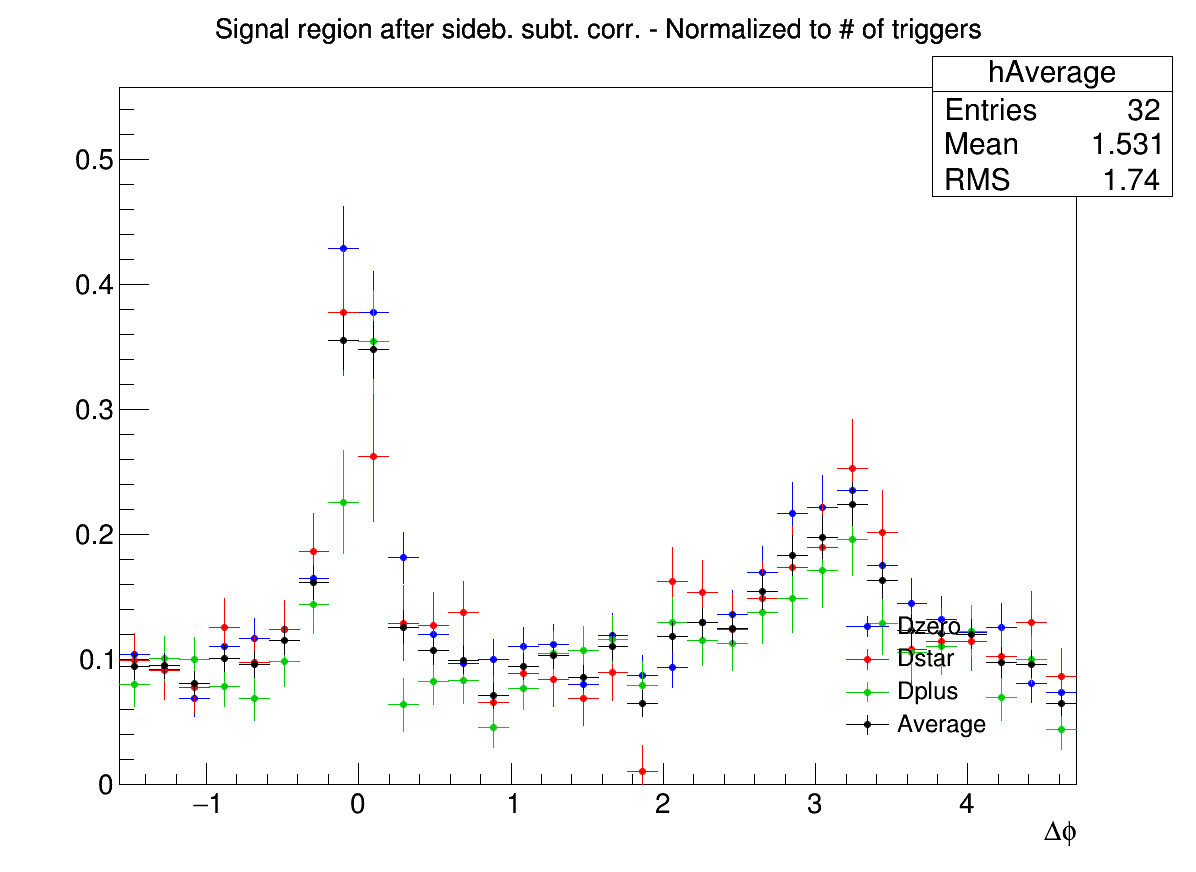 Signal region after sideb. subt. corr. - Normalized to # of triggers
hAverage
Entries 32
Mean 1.531
RMS 1.74
0.5
0.4
0.3
0.2
0.1
0
Dzero
Dstar
Dplus
Average
−1 0 1 2 3 4
Δϕ